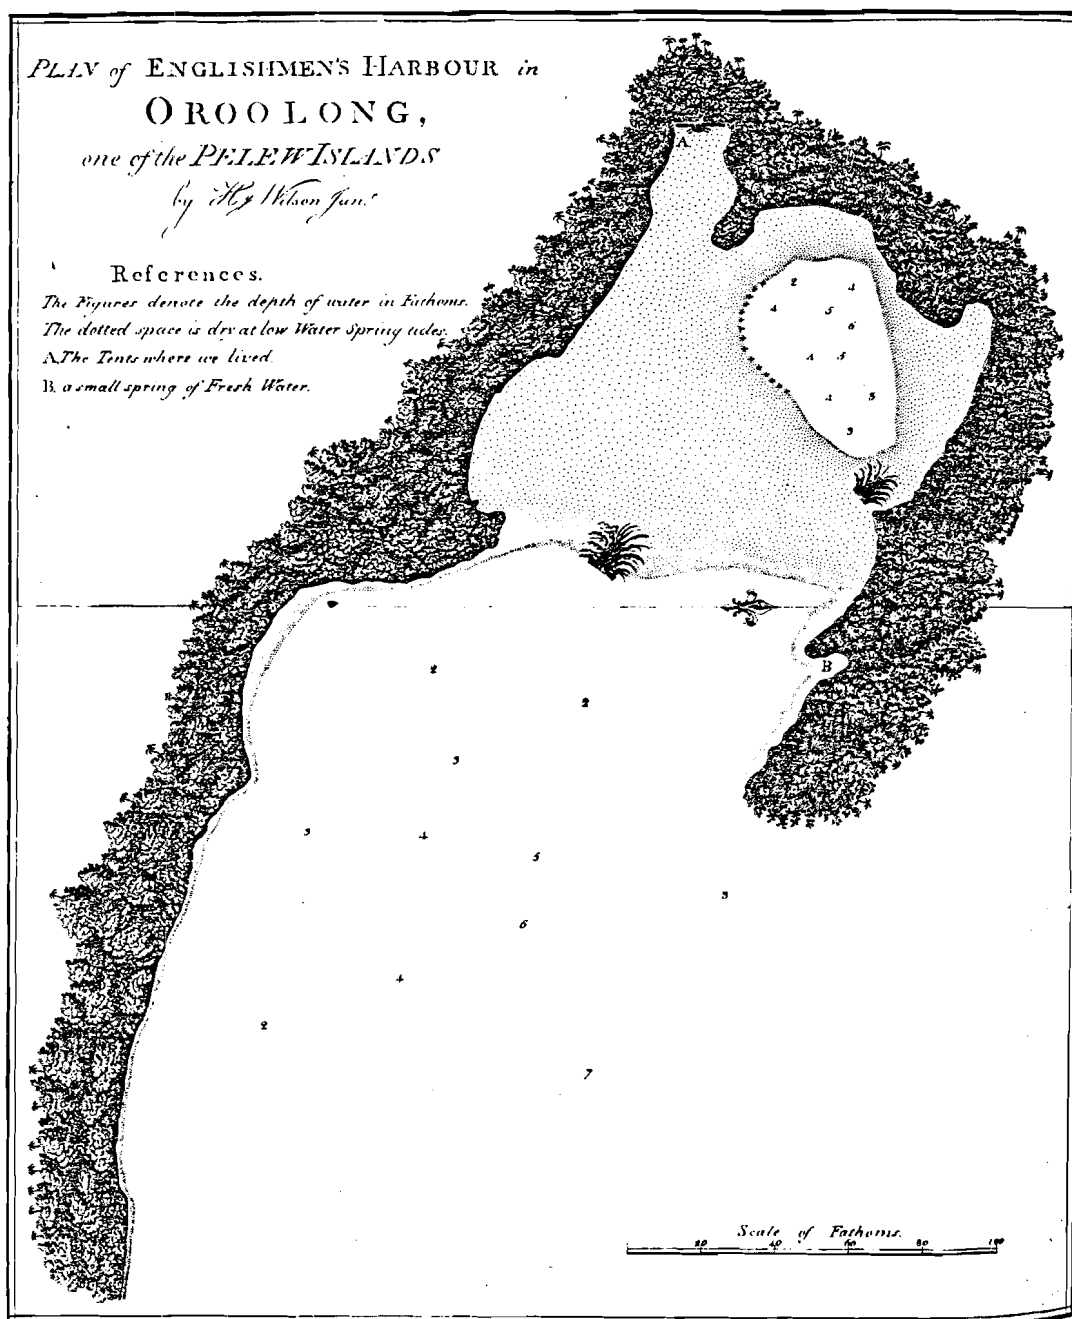 PLAN of ENGLISHMEN'S HARBOUR in
OROOLONG,
one of the PELEW ISLANDS
by Hy Wilson Junr
References.
The Figures denote the depth of water in Fathoms.
The dotted space is dry at low Water Spring tides.
A. The Tents where we lived.
B. a small spring of Fresh Water.
A
2
4
4
5
6
4
5
4
3
3
B
2
2
3
3
4
5
3
6
4
2
7
Scale of Fathoms.
20 40 60 80 100